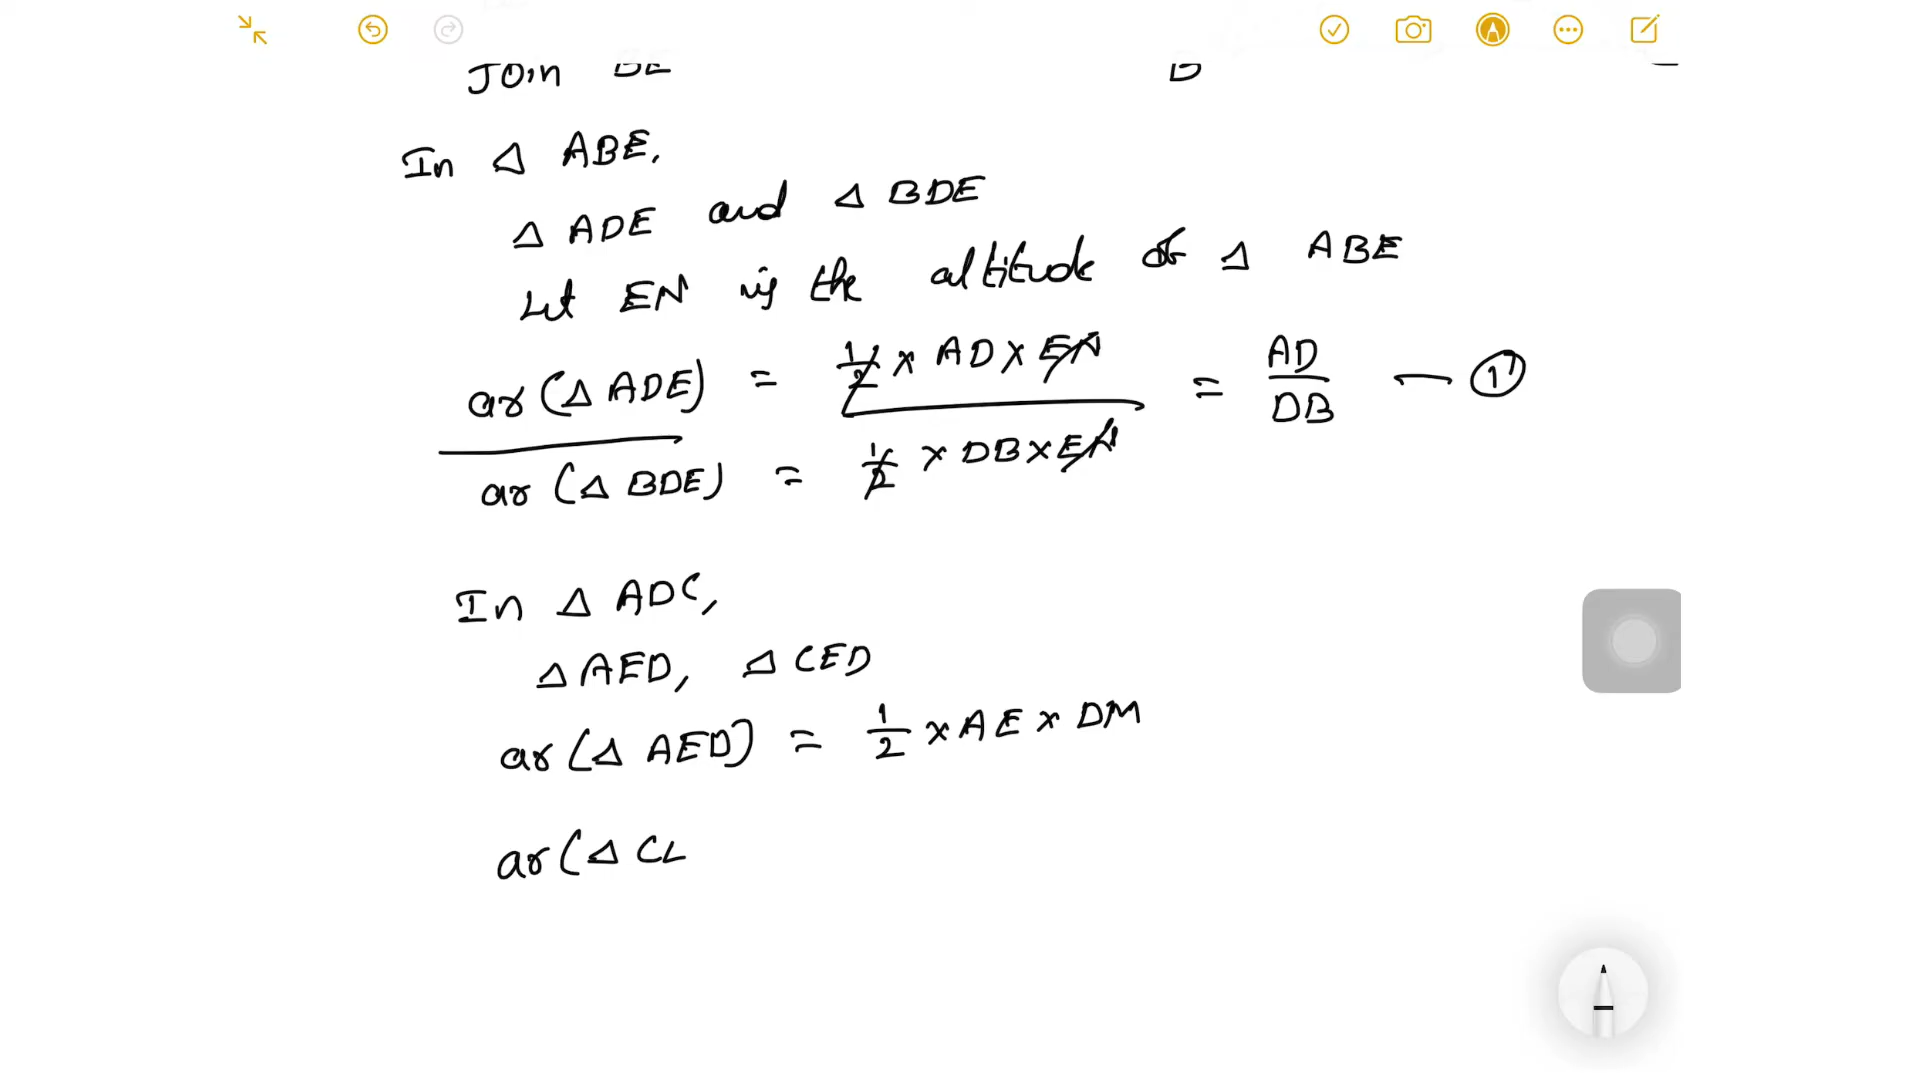 Join BE
B
In △ ABE,
△ ADE and △ BDE
Let EN is the altitude of △ ABE
ar (△ ADE) = 1/2 × AD × EN = AD/DB — ①
ar (△ BDE) = 1/2 × DB × EN
In △ ADC,
△ AED, △ CED
ar (△ AED) = 1/2 × AE × DM
ar (△ CL